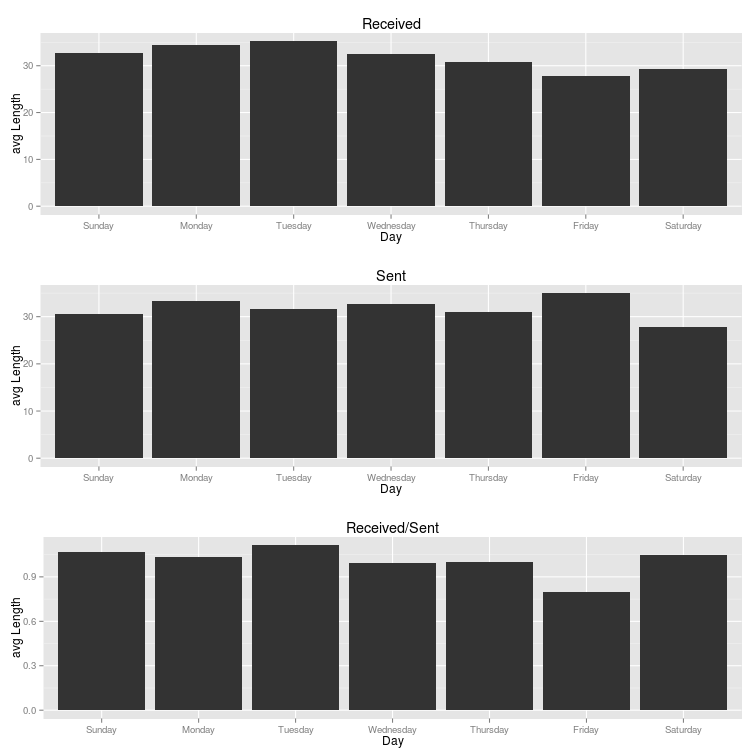 Received
avg Length
30
20
10
0
Sunday Monday Tuesday Wednesday Thursday Friday Saturday
Day
Sent
avg Length
30
20
10
0
Sunday Monday Tuesday Wednesday Thursday Friday Saturday
Day
Received/Sent
avg Length
0.9
0.6
0.3
0.0
Sunday Monday Tuesday Wednesday Thursday Friday Saturday
Day